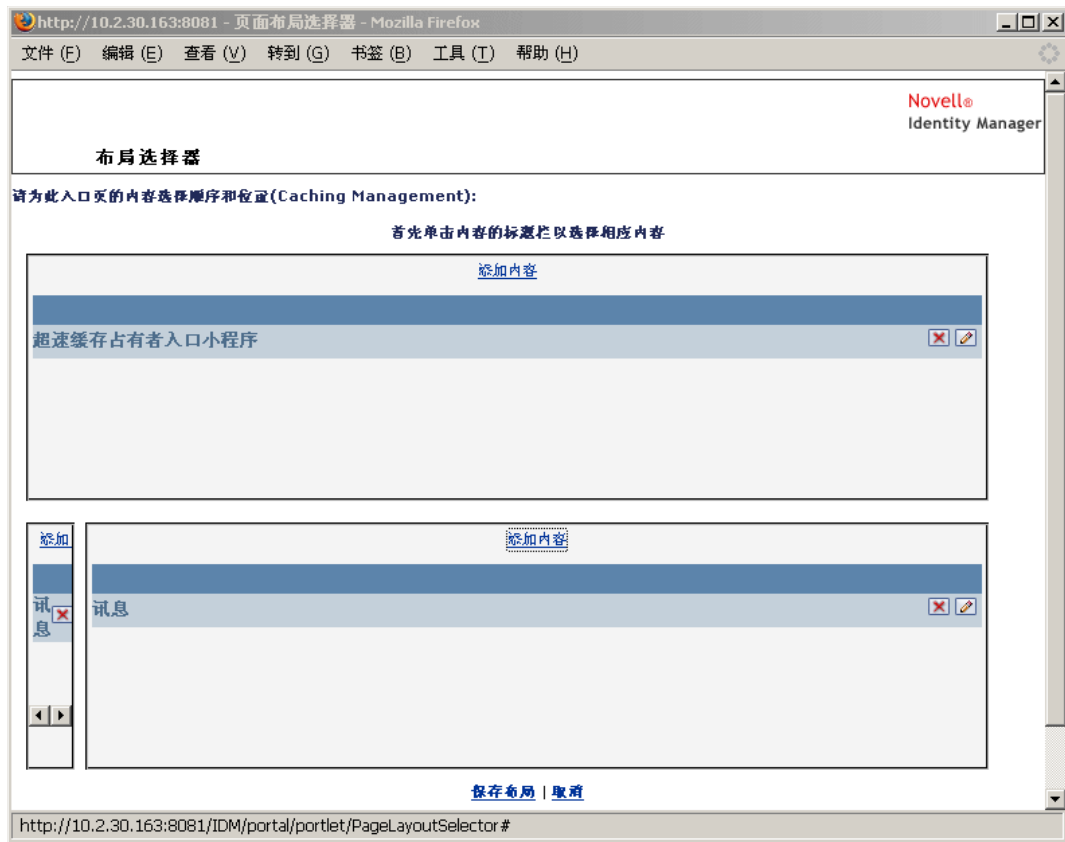 http://10.2.30.163:8081 - 页面布局选择器 - Mozilla Firefox
文件 (F) 编辑 (E) 查看 (V) 转到 (G) 书签 (B) 工具 (T) 帮助 (H)
Novell®
Identity Manager
布局选择器
请为此入口页的内容选择顺序和位置(Caching Management):
首先单击内容的标题栏以选择相应内容
添加内容
超速缓存占有者入口小程序
添加
添加内容
讯息
讯息
保存布局 | 取消
http://10.2.30.163:8081/IDM/portal/portlet/PageLayoutSelector#